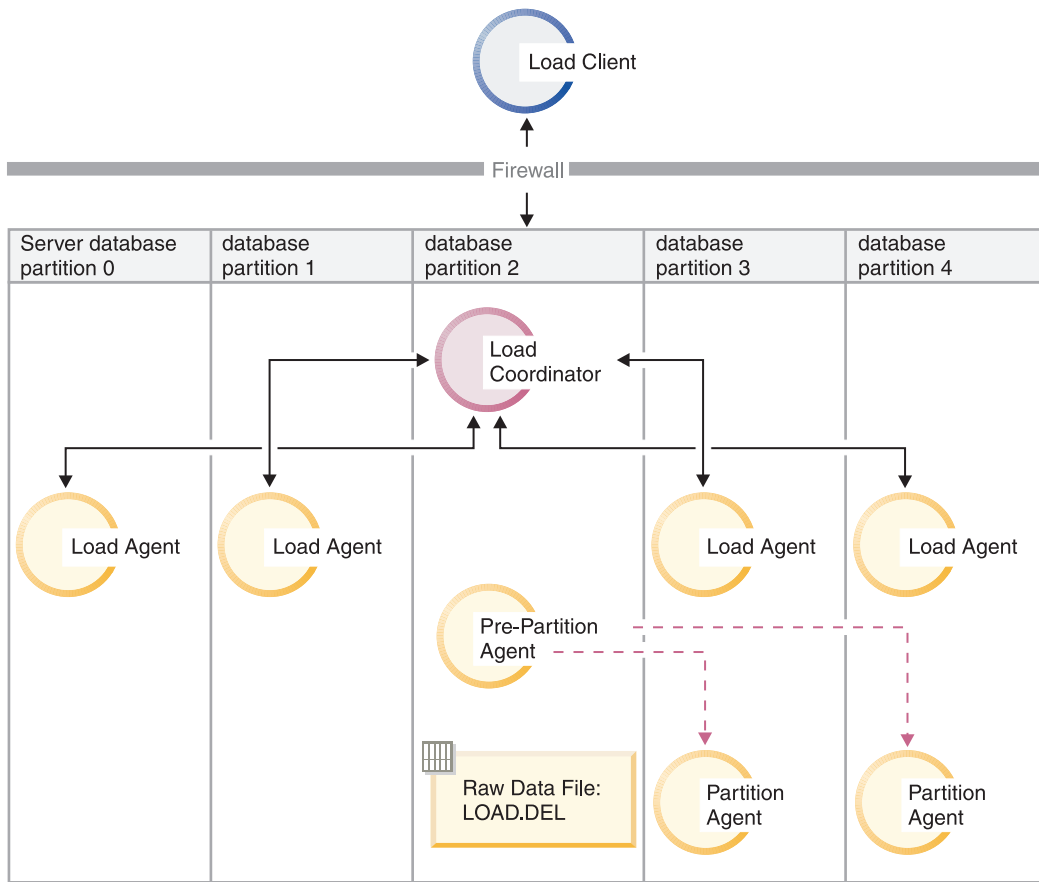 Load Client
Firewall
Server database
partition 0
database
partition 1
database
partition 2
database
partition 3
database
partition 4
Load
Coordinator
Load Agent
Load Agent
Load Agent
Load Agent
Pre-Partition
Agent
Raw Data File:
LOAD.DEL
Partition
Agent
Partition
Agent